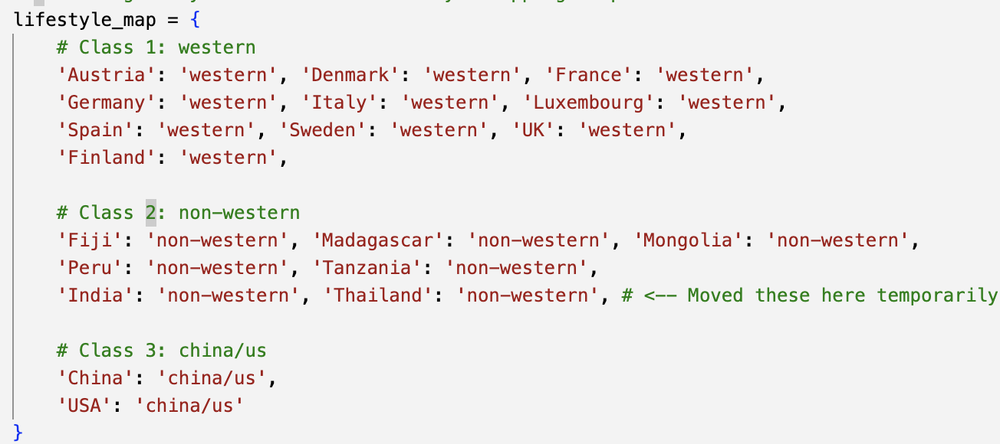 lifestyle_map = {
# Class 1: western
'Austria': 'western', 'Denmark': 'western', 'France': 'western',
'Germany': 'western', 'Italy': 'western', 'Luxembourg': 'western',
'Spain': 'western', 'Sweden': 'western', 'UK': 'western',
'Finland': 'western',
# Class 2: non-western
'Fiji': 'non-western', 'Madagascar': 'non-western', 'Mongolia': 'non-western',
'Peru': 'non-western', 'Tanzania': 'non-western',
'India': 'non-western', 'Thailand': 'non-western', # <-- Moved these here temporarily
# Class 3: china/us
'China': 'china/us',
'USA': 'china/us'
}